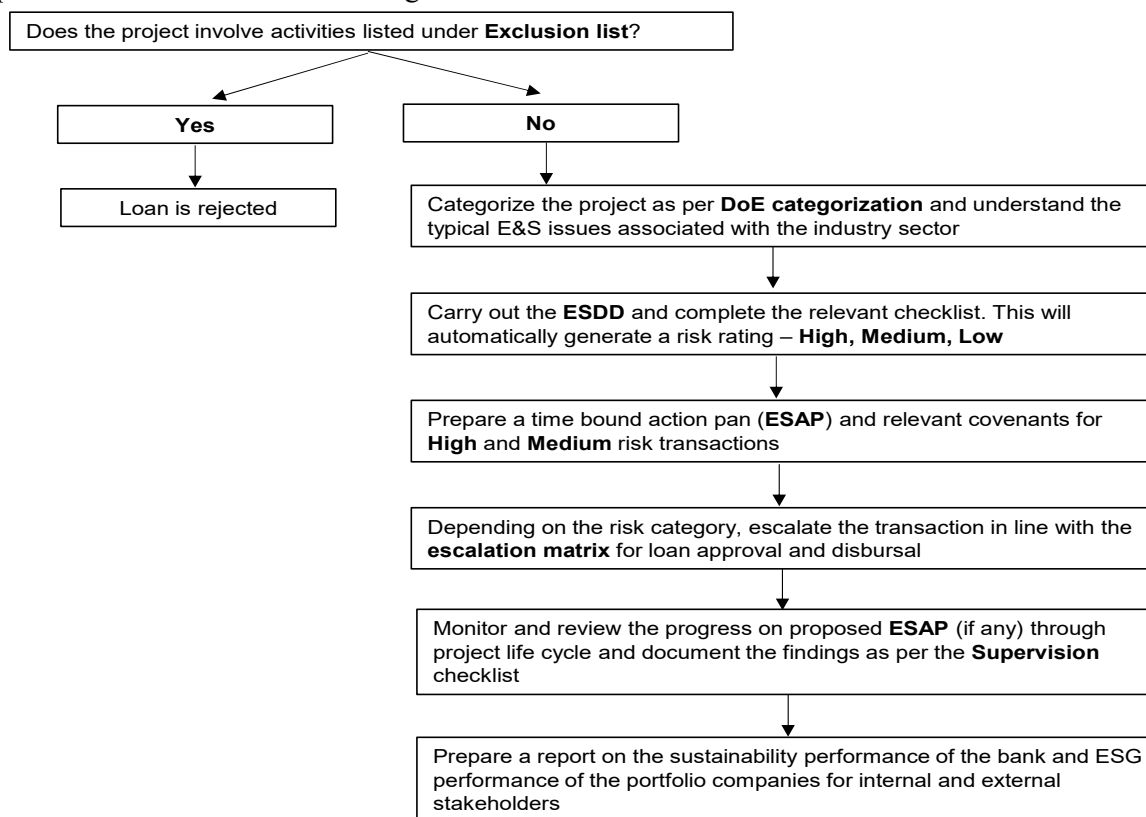 Does the project involve activities listed under Exclusion list?
Yes
No
Loan is rejected
Categorize the project as per DoE categorization and understand the
typical E&S issues associated with the industry sector
Carry out the ESDD and complete the relevant checklist. This will
automatically generate a risk rating – High, Medium, Low
Prepare a time bound action pan (ESAP) and relevant covenants for
High and Medium risk transactions
Depending on the risk category, escalate the transaction in line with the
escalation matrix for loan approval and disbursal
Monitor and review the progress on proposed ESAP (if any) through
project life cycle and document the findings as per the Supervision
checklist
Prepare a report on the sustainability performance of the bank and ESG
performance of the portfolio companies for internal and external
stakeholders